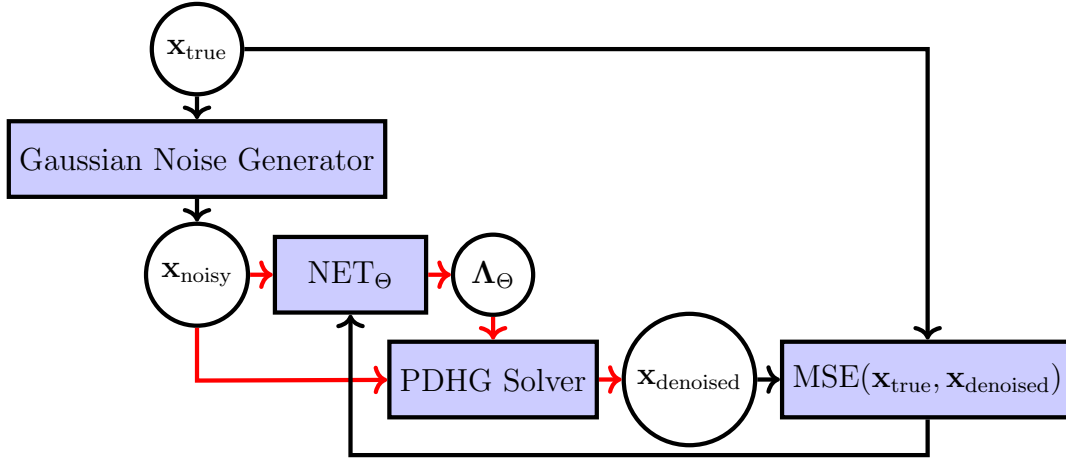 x_true
Gaussian Noise Generator
x_noisy
NET_Θ
Λ_Θ
PDHG Solver
x_denoised
MSE(x_true, x_denoised)